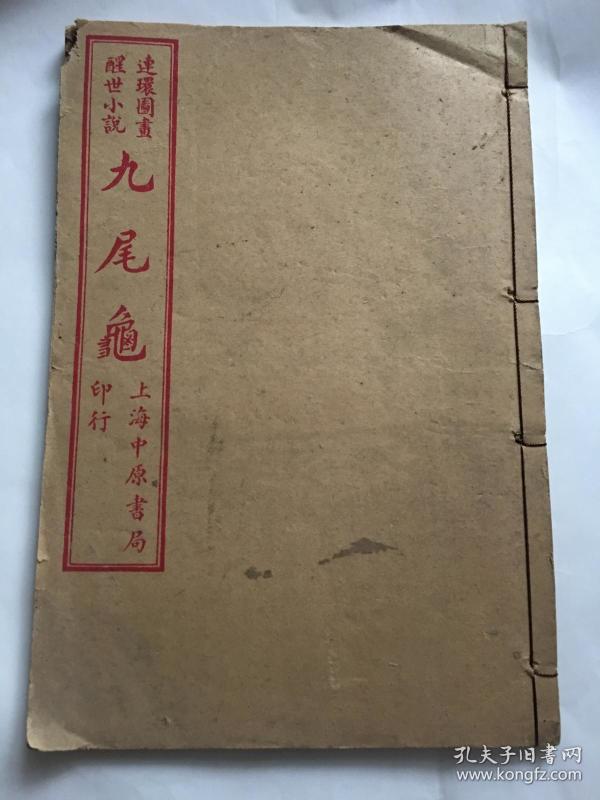 連環圖畫
醒世小說
九尾龜
上海中原書局
印行
孔夫子旧书网
www.kongfz.com